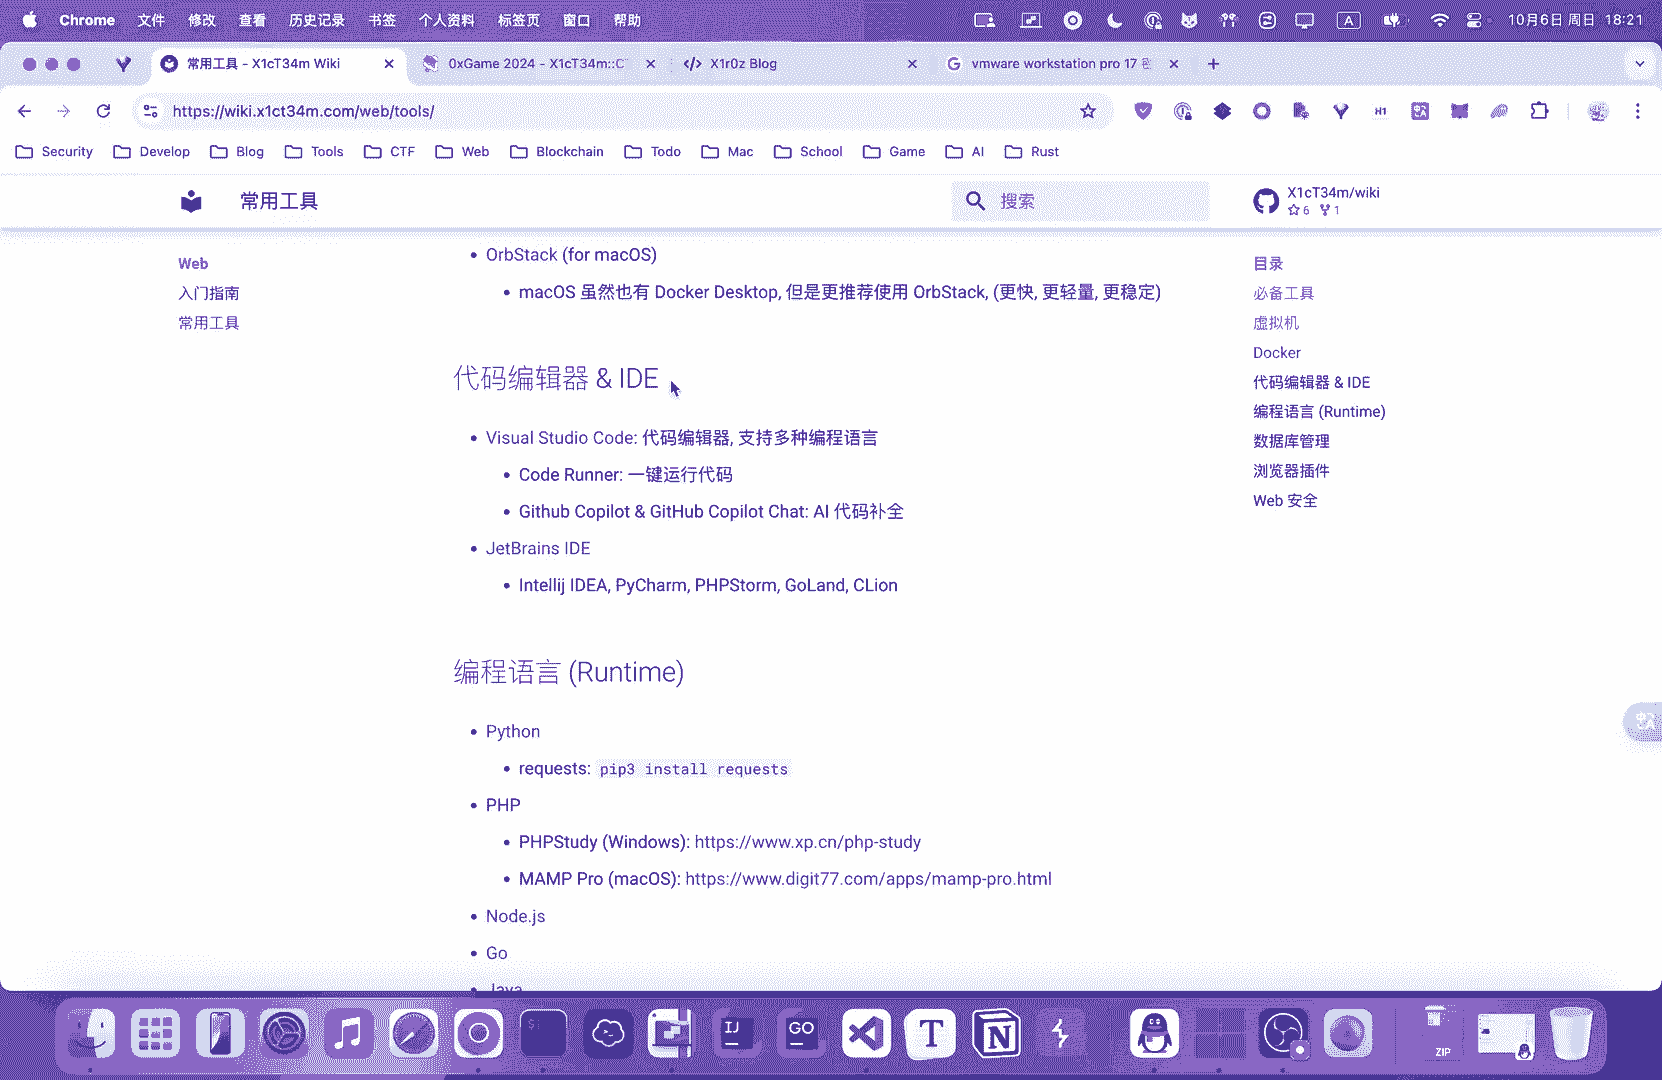 Chrome 文件 修改 查看 历史记录 书签 个人资料 标签页 窗口 帮助 A 10月6日 周日 18:21
常用工具 - X1cT34m Wiki 0xGame 2024 - X1cT34m::C X1r0z Blog vmware workstation pro 17
https://wiki.x1ct34m.com/web/tools/ H1
Security Develop Blog Tools CTF Web Blockchain Todo Mac School Game AI Rust
常用工具 搜索 X1cT34m/wiki
6 1
Web
入门指南
常用工具
OrbStack (for macOS)
macOS 虽然也有 Docker Desktop, 但是更推荐使用 OrbStack, (更快, 更轻量, 更稳定)
代码编辑器 & IDE
Visual Studio Code: 代码编辑器, 支持多种编程语言
Code Runner: 一键运行代码
Github Copilot & GitHub Copilot Chat: AI 代码补全
JetBrains IDE
Intellij IDEA, PyCharm, PHPStorm, GoLand, CLion
编程语言 (Runtime)
Python
requests: pip3 install requests
PHP
PHPStudy (Windows): https://www.xp.cn/php-study
MAMP Pro (macOS): https://www.digit77.com/apps/mamp-pro.html
Node.js
Go
Java
目录
必备工具
虚拟机
Docker
代码编辑器 & IDE
编程语言 (Runtime)
数据库管理
浏览器插件
Web 安全
$ IJ GO T N ZIP